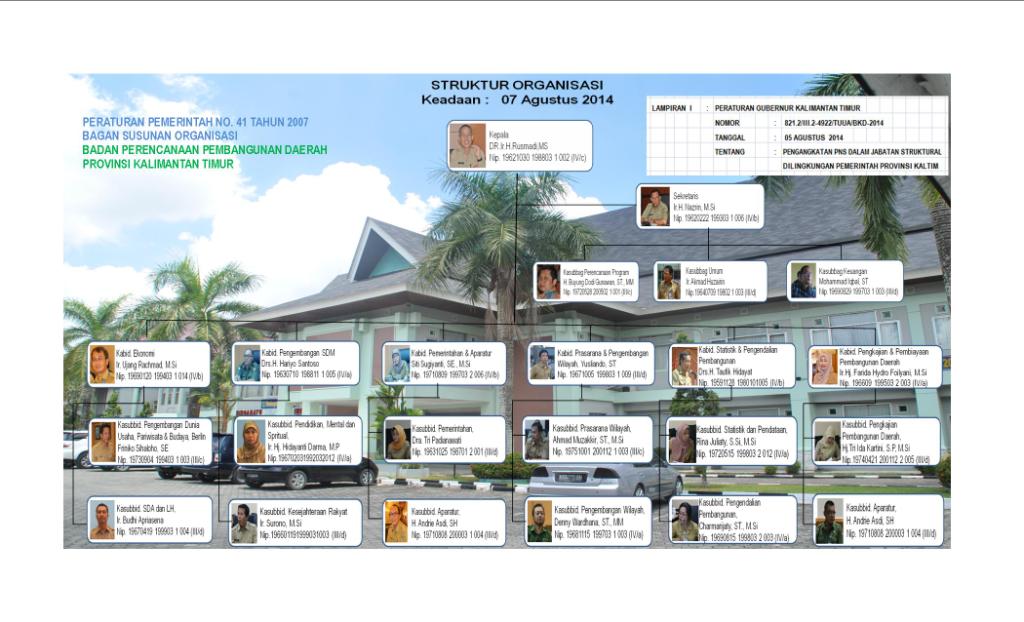 STRUKTUR ORGANISASI
Keadaan : 07 Agustus 2014
PERATURAN PEMERINTAH NO. 41 TAHUN 2007
BAGAN SUSUNAN ORGANISASI
BADAN PERENCANAAN PEMBANGUNAN DAERAH
PROVINSI KALIMANTAN TIMUR
LAMPIRAN I : PERATURAN GUBERNUR KALIMANTAN TIMUR
NOMOR : 821.2/III.2-4922/TUUA/BKD-2014
TANGGAL : 05 AGUSTUS 2014
TENTANG : PENGANGKATAN PNS DALAM JABATAN STRUKTURAL
DILINGKUNGAN PEMERINTAH PROVINSI KALTIM
Kepala
DR.Ir.H.Rusmadi,MS
Nip. 19621030 198803 1 002 (IV/c)
Sekretaris
Ir.H. Nazrin, M.Si
Nip. 19620222 199303 1 006 (IV/b)
Kasubbag Perencanaan Program
H. Buyung Dodi Gunawan, ST., MM
Nip. 19720528 200502 1 001 (III/c)
Kasubbag Umum
Ir. Akmad Huzairin
Nip. 19640709 19802 1 003 (III/d)
Kasubbag Keuangan
Mohammad Iqbal, ST
Nip. 19690829 199703 1 003 (III/d)
Kabid. Ekonomi
Ir. Ujang Rachmad, M.Si
Nip. 19690120 199403 1 014 (IV/b)
Kabid. Pengembangan SDM
Drs.H. Hariyo Santoso
Nip. 19630710 198811 1 005 (IV/a)
Kabid. Pemerintahan & Aparatur
Siti Sugiyanti, SE., M.Si
Nip. 19710809 199703 2 006 (IV/b)
Kabid. Prasarana & Pengembangan
Wilayah, Yusliando, ST
Nip. 19671005 199803 1 009 (III/d)
Kabid. Statistik & Pengendalian
Pembangunan
Drs.H. Taufik Hidayat
Nip. 19591128 1980101005 (IV/b)
Kabid. Pengkajian & Pembiayaan
Pembangunan Daerah
Ir.Hj. Farida Hydro Foilyani, M.Si
Nip. 196609 199503 2 003 (IV/a)
Kasubbid. Pengembangan Dunia
Usaha, Pariwisata & Budaya, Berlin
Friniko Sihaloho, SE
Nip. 19730904 199403 1 003 (III/c)
Kasubbid. Pendidikan, Mental dan
Spritual,
Ir. Hj. Hidayanti Darma, M.P
Nip. 196702031992032012 (IV/a)
Kasubbid. Pemerintahan,
Dra. Tri Padianawati
Nip. 19631025 198701 2 001 (III/d)
Kasubbid. Prasarana Wilayah,
Ahmad Muzakkir, ST., M.Si
Nip. 19751001 200112 1 003 (IV/a)
Kasubbid. Statistik dan Pendataan,
Rina Juliaty, S.Si, M.Si
Nip. 19720515 199803 2 012 (IV/a)
Kasubbid. Pengkajian
Pembangunan Daerah,
Hj.Tri Ida Kartini, S.P, M.Si
Nip. 19740421 200112 2 005 (III/d)
Kasubbid. SDA dan LH,
Ir. Budhi Apriasena
Nip. 19670419 199903 1 004 (III/d)
Kasubbid. Kesejahteraan Rakyat
Ir. Surono, M.Si
Nip. 196601191999031003 (III/d)
Kasubbid. Aparatur,
H. Andrie Asdi, SH
Nip. 19710808 200003 1 004 (III/d)
Kasubbid. Pengembangan Wilayah,
Denny Wardhana, ST., MM
Nip. 19681115 199703 1 003 (IV/a)
Kasubbid. Pengendalian
Pembangunan,
Charmarijaty, ST, M.Si
Nip. 19690815 199803 2 003 (IV/a)
Kasubbid. Aparatur,
H. Andrie Asdi, SH
Nip. 19710808 200003 1 004 (III/d)